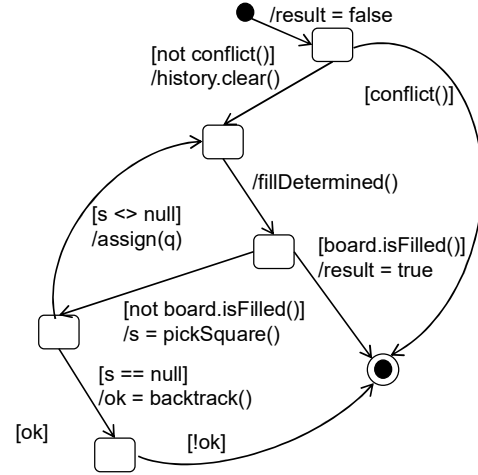 /result = false
[not conflict()]
/history.clear()
[conflict()]
/fillDetermined()
[s <> null]
/assign(q)
[board.isFilled()]
/result = true
[not board.isFilled()]
/s = pickSquare()
[s == null]
/ok = backtrack()
[ok]
[!ok]